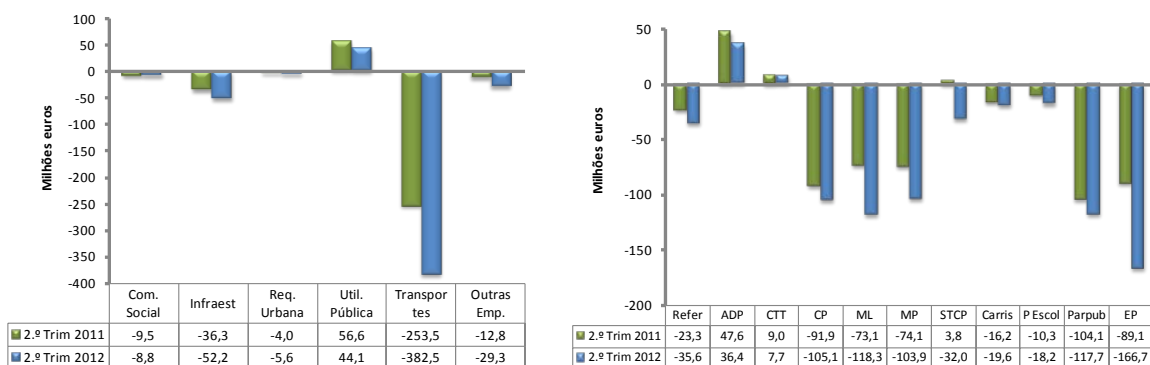 Milhões euros
100
50
0
-50
-100
-150
-200
-250
-300
-350
-400
Com. Social Infraest Req. Urbana Util. Pública Transpor tes Outras Emp.
2.º Trim 2011 -9,5 -36,3 -4,0 56,6 -253,5 -12,8
2.º Trim 2012 -8,8 -52,2 -5,6 44,1 -382,5 -29,3
Milhões euros
50
0
-50
-100
-150
-200
Refer ADP CTT CP ML MP STCP Carris P Escol Parpub EP
2.º Trim 2011 -23,3 47,6 9,0 -91,9 -73,1 -74,1 3,8 -16,2 -10,3 -104,1 -89,1
2.º Trim 2012 -35,6 36,4 7,7 -105,1 -118,3 -103,9 -32,0 -19,6 -18,2 -117,7 -166,7